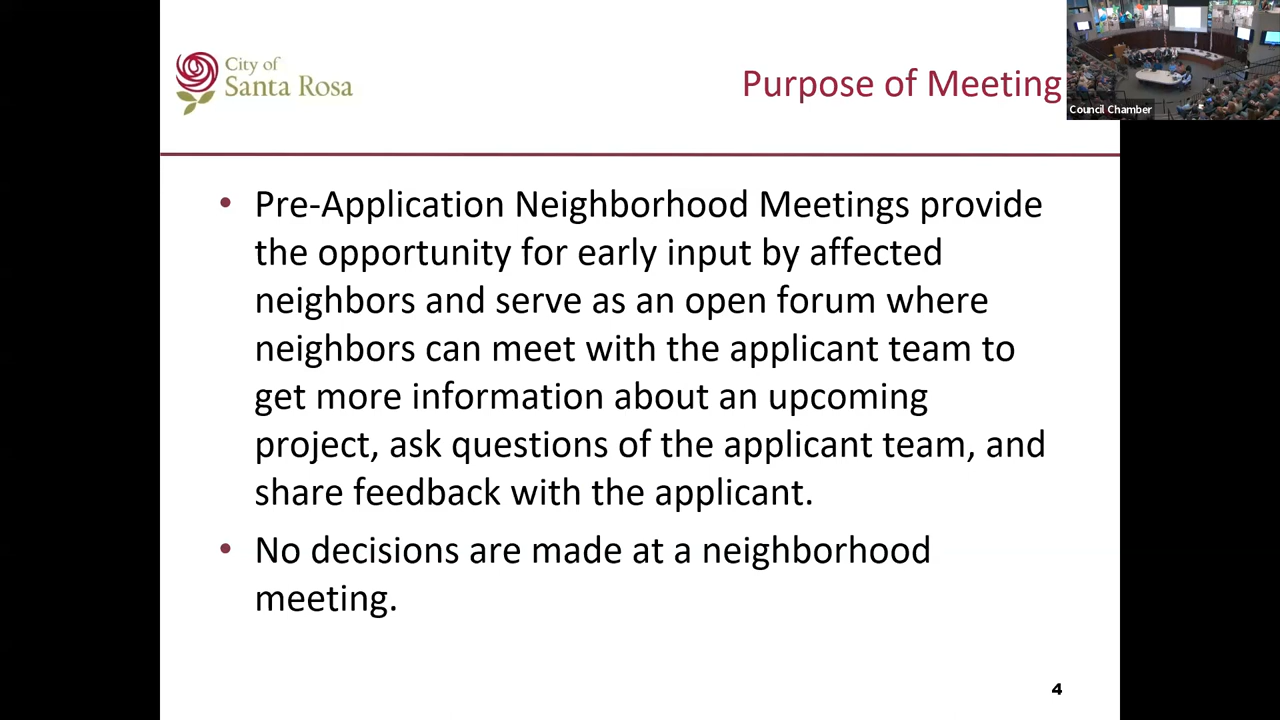 City of
Santa Rosa
Purpose of Meeting
Council Chamber
• Pre-Application Neighborhood Meetings provide
the opportunity for early input by affected
neighbors and serve as an open forum where
neighbors can meet with the applicant team to
get more information about an upcoming
project, ask questions of the applicant team, and
share feedback with the applicant.
• No decisions are made at a neighborhood
meeting.
4